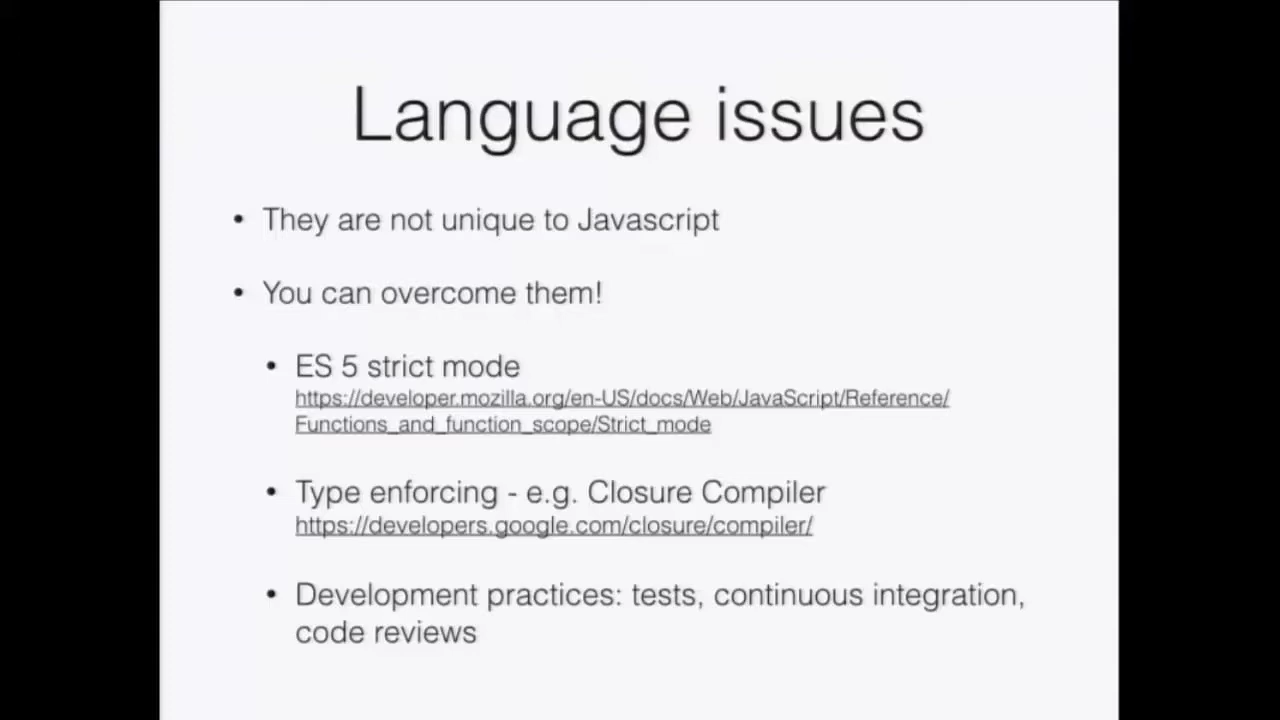 Language issues
• They are not unique to Javascript
• You can overcome them!
• ES 5 strict mode
https://developer.mozilla.org/en-US/docs/Web/JavaScript/Reference/
Functions_and_function_scope/Strict_mode
• Type enforcing - e.g. Closure Compiler
https://developers.google.com/closure/compiler/
• Development practices: tests, continuous integration,
code reviews